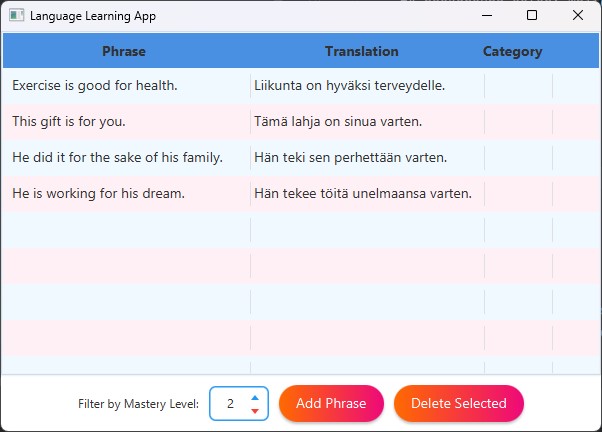 Language Learning App
Phrase Translation Category
Exercise is good for health. Liikunta on hyväksi terveydelle.
This gift is for you. Tämä lahja on sinua varten.
He did it for the sake of his family. Hän teki sen perhettään varten.
He is working for his dream. Hän tekee töitä unelmaansa varten.
Filter by Mastery Level: 2 Add Phrase Delete Selected